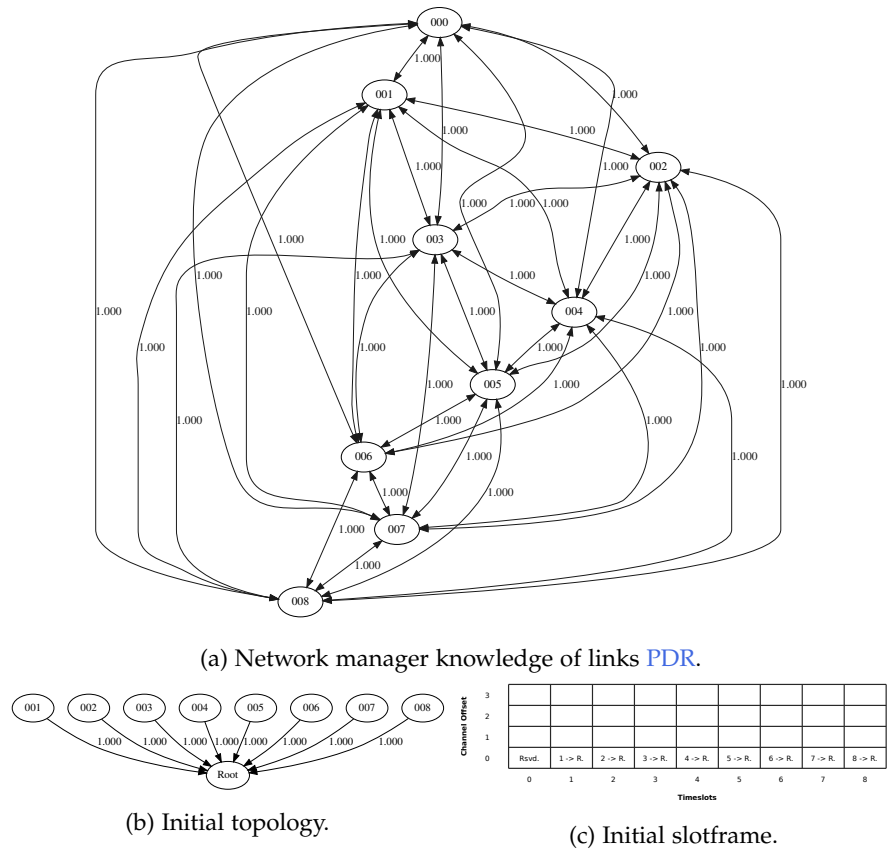 000
1.000
001 1.000
1.000 1.000
1.000 1.000 002
1.000 1.000 1.000
1.000 1.000 003 1.000
1.000 1.000 1.000 1.000
1.000 1.000 1.000 004
1.000 1.000 1.000 1.000
1.000 005 1.000 1.000
1.000 1.000 1.000
006 1.000 1.000
1.000 1.000
1.000 007
1.000
008
(a) Network manager knowledge of links PDR.
001 002 003 004 005 006 007 008
1.000 1.000 1.000 1.000 1.000 1.000 1.000 1.000
Root
(b) Initial topology.
Channel Offset
3
2
1
0 Rsvd. 1 -> R. 2 -> R. 3 -> R. 4 -> R. 5 -> R. 6 -> R. 7 -> R. 8 -> R.
0 1 2 3 4 5 6 7 8
Timeslots
(c) Initial slotframe.